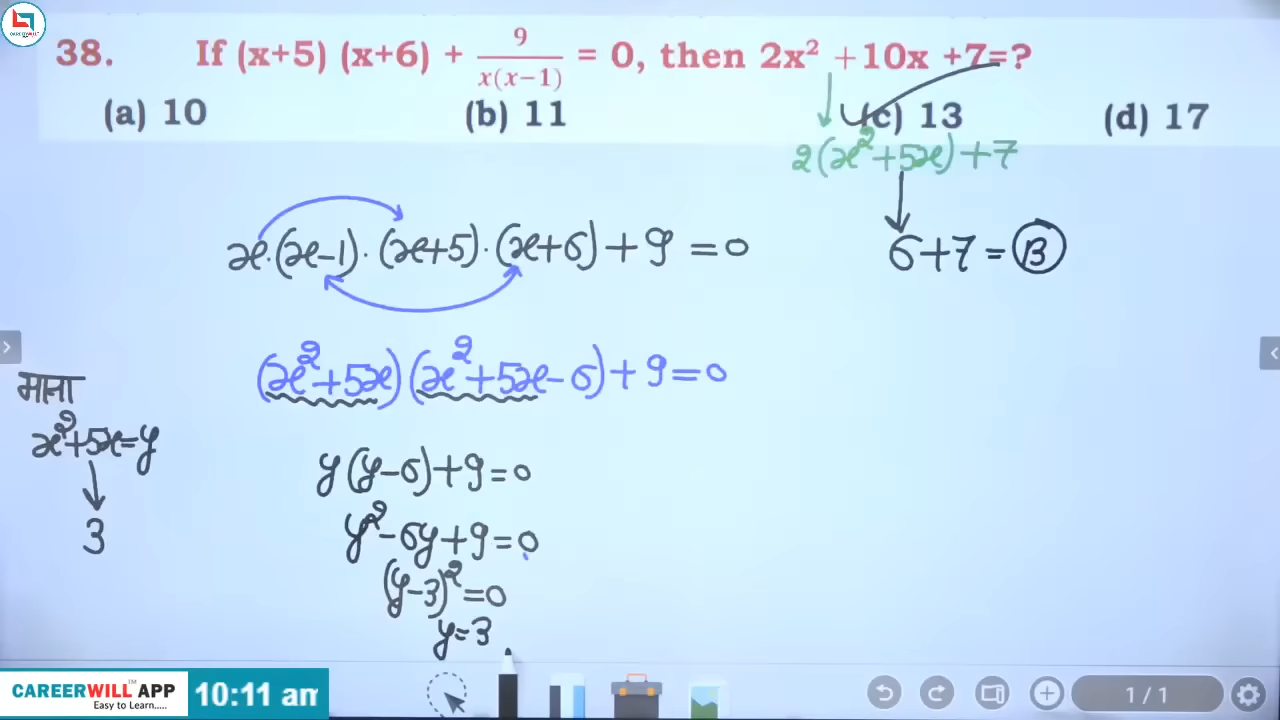 CAREERWILL
38. If (x+5) (x+6) + 9/x(x−1) = 0, then 2x² +10x +7=?
(a) 10 (b) 11 (c) 13 (d) 17
2(x²+5x)+7
6+7=13
x·(x-1)·(x+5)·(x+6)+9=0
(x²+5x)(x²+5x-6)+9=0
माना
x²+5x=y
3
y(y-6)+9=0
y²-6y+9=0
(y-3)²=0
y=3
CAREERWILL™ APP
Easy to Learn.....
10:11 am
1/1